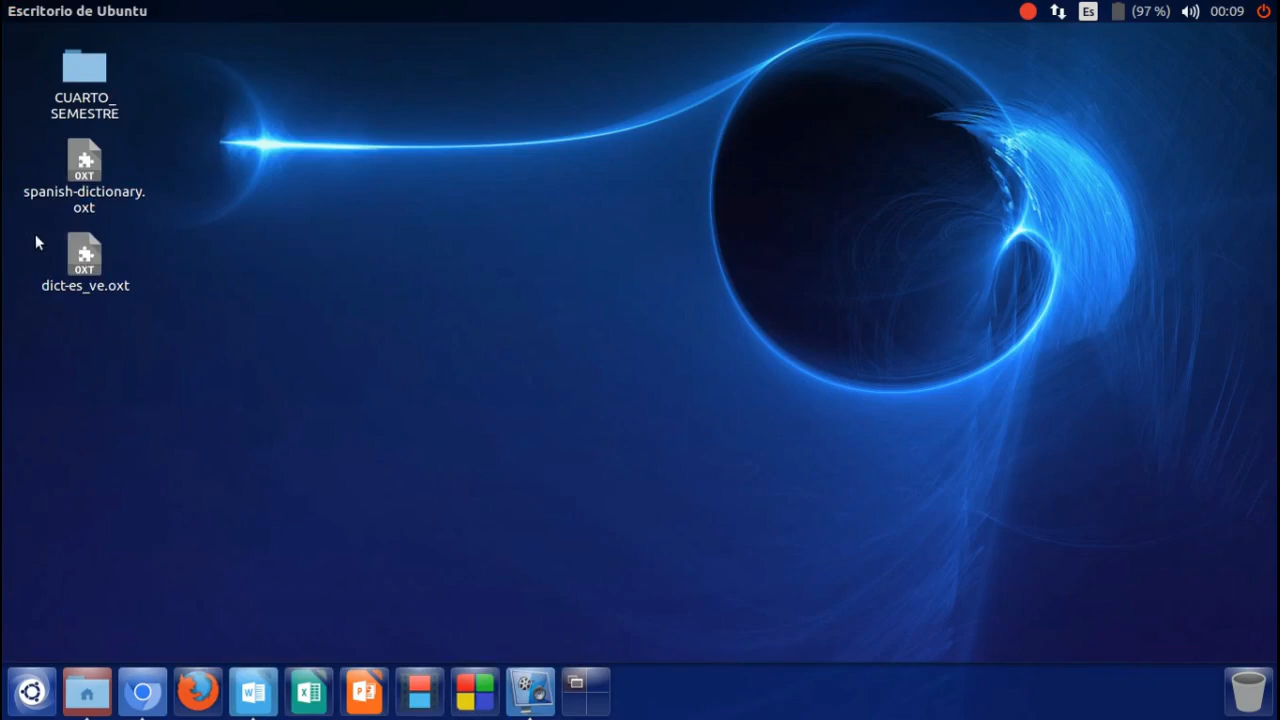 Escritorio de Ubuntu
Es
(97 %)
00:09
CUARTO_
SEMESTRE
OXT
spanish-dictionary.
oxt
OXT
dict-es_ve.oxt
W
X
P